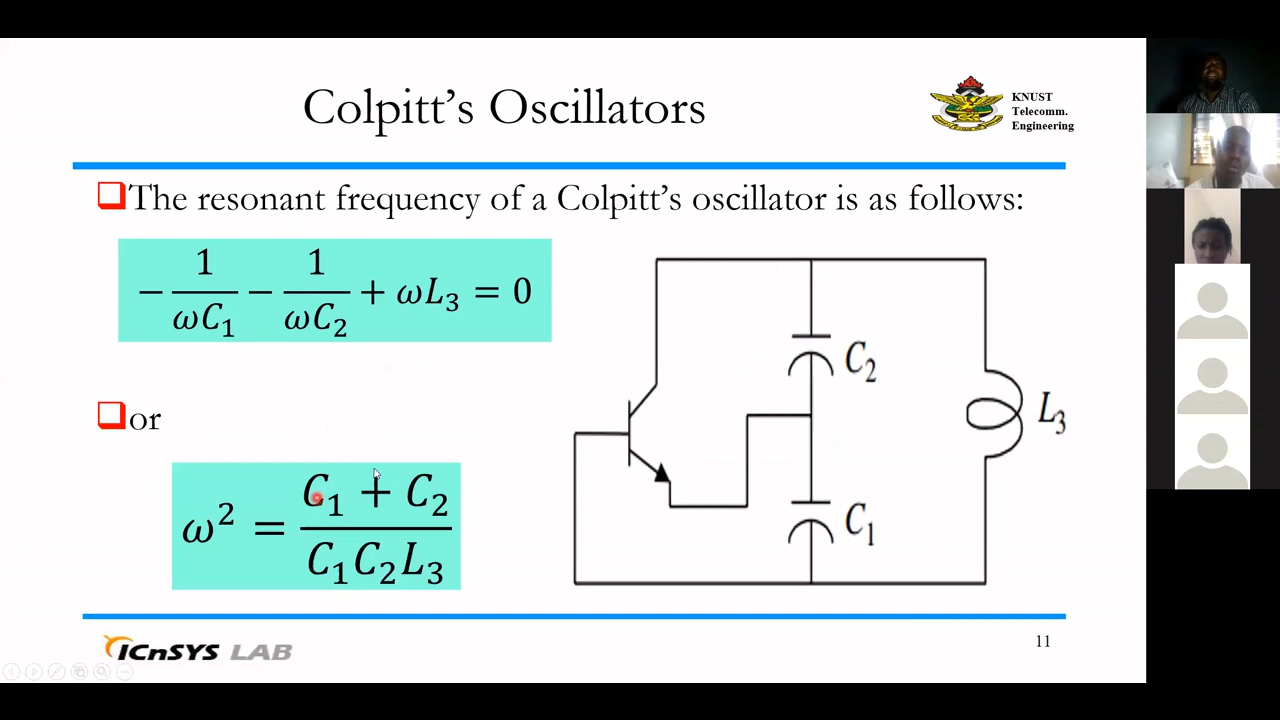 Colpitt's Oscillators
KNUST
Telecomm.
Engineering
The resonant frequency of a Colpitt's oscillator is as follows:
− 1/ωC₁ − 1/ωC₂ + ωL₃ = 0
or
ω² = (C₁ + C₂)/(C₁C₂L₃)
C₂
L₃
C₁
iCnSYS LAB
11